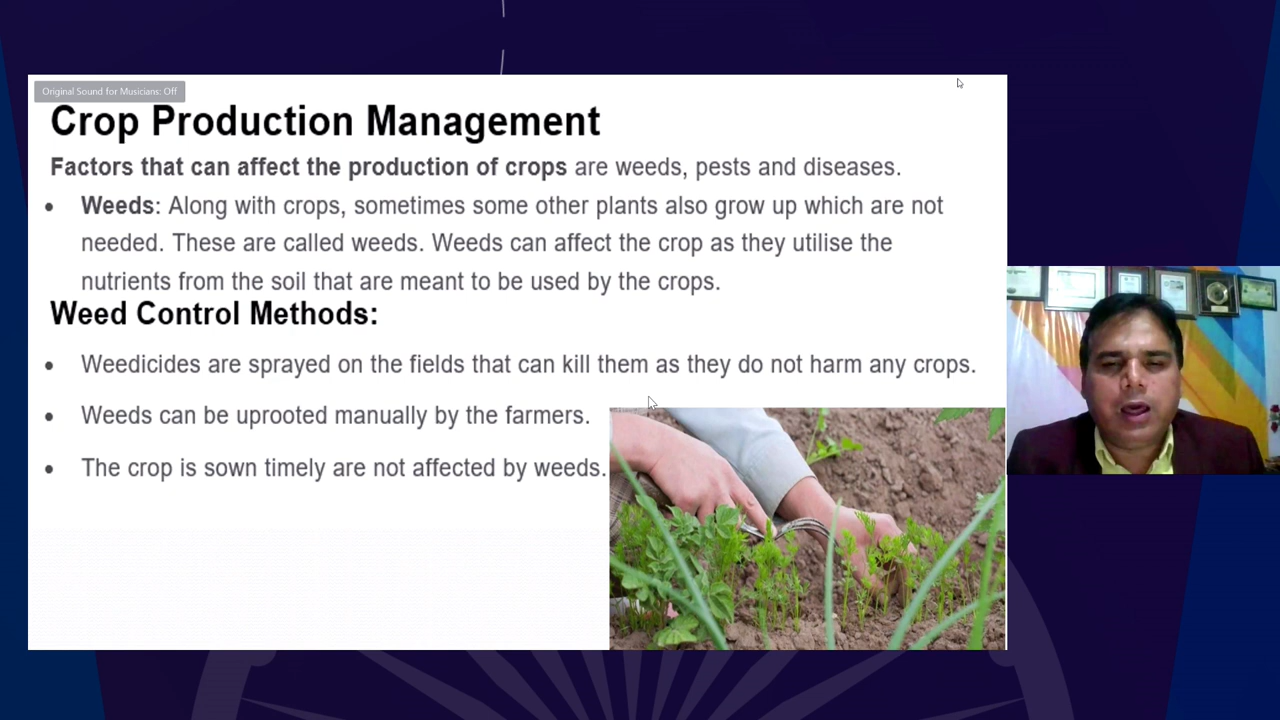 Original Sound for Musicians: Off
Crop Production Management
Factors that can affect the production of crops are weeds, pests and diseases.
• Weeds: Along with crops, sometimes some other plants also grow up which are not
needed. These are called weeds. Weeds can affect the crop as they utilise the
nutrients from the soil that are meant to be used by the crops.
Weed Control Methods:
• Weedicides are sprayed on the fields that can kill them as they do not harm any crops.
• Weeds can be uprooted manually by the farmers.
• The crop is sown timely are not affected by weeds.